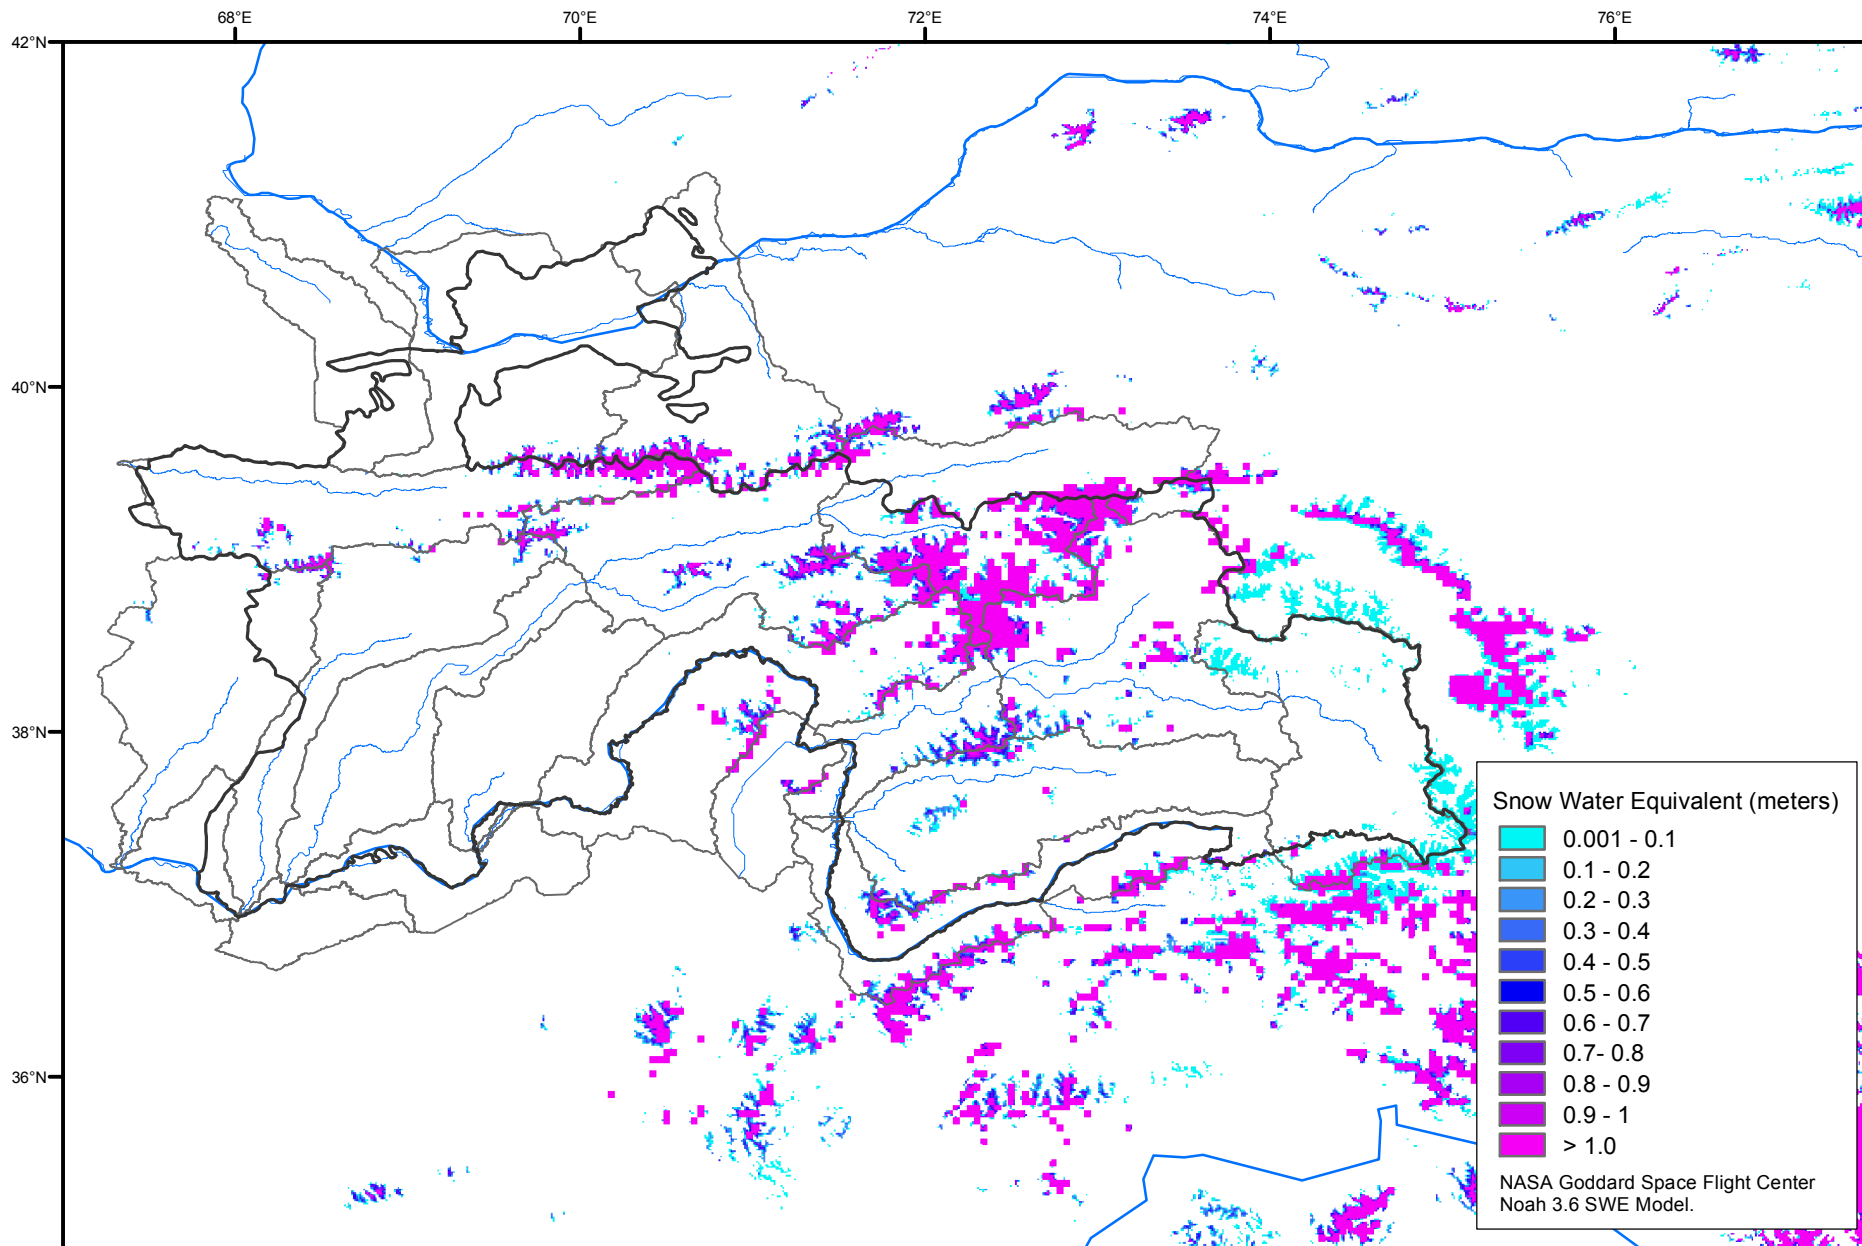 68°E
70°E
72°E
74°E
76°E
42°N
40°N
38°N
36°N
Snow Water Equivalent (meters)
0.001 - 0.1
0.1 - 0.2
0.2 - 0.3
0.3 - 0.4
0.4 - 0.5
0.5 - 0.6
0.6 - 0.7
0.7- 0.8
0.8 - 0.9
0.9 - 1
> 1.0
NASA Goddard Space Flight Center
Noah 3.6 SWE Model.